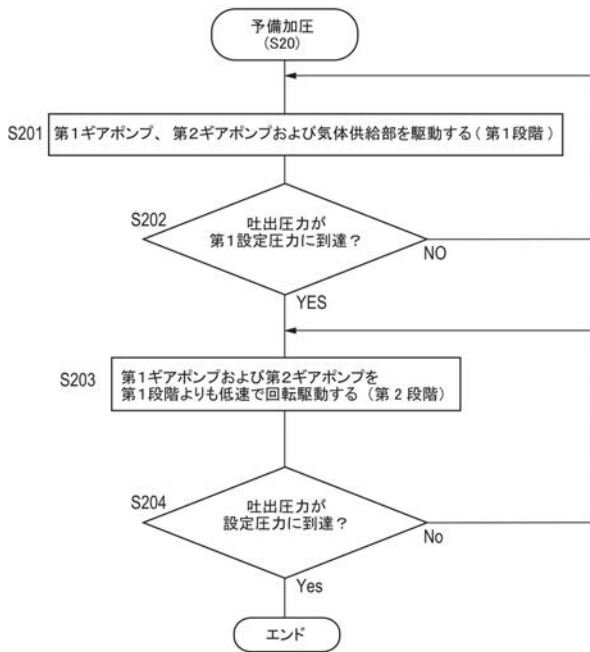 予備加圧
(S20)
S201
第1ギアポンプ、第2ギアポンプおよび気体供給部を駆動する(第1段階)
S202
吐出圧力が
第1設定圧力に到達?
NO
YES
S203
第1ギアポンプおよび第2ギアポンプを
第1段階よりも低速で回転駆動する(第2段階)
S204
吐出圧力が
設定圧力に到達?
No
Yes
エンド